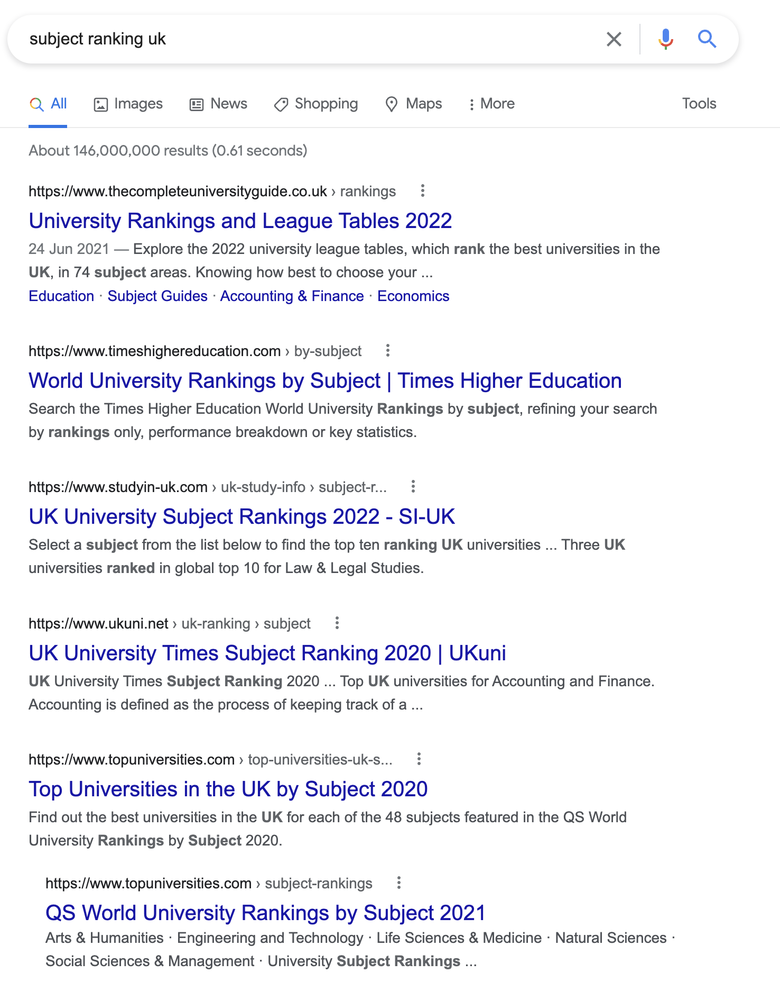 subject ranking uk
All Images News Shopping Maps More Tools
About 146,000,000 results (0.61 seconds)
https://www.thecompleteuniversityguide.co.uk › rankings
University Rankings and League Tables 2022
24 Jun 2021 — Explore the 2022 university league tables, which rank the best universities in the
UK, in 74 subject areas. Knowing how best to choose your ...
Education · Subject Guides · Accounting & Finance · Economics
https://www.timeshighereducation.com › by-subject
World University Rankings by Subject | Times Higher Education
Search the Times Higher Education World University Rankings by subject, refining your search
by rankings only, performance breakdown or key statistics.
https://www.studyin-uk.com › uk-study-info › subject-r...
UK University Subject Rankings 2022 - SI-UK
Select a subject from the list below to find the top ten ranking UK universities ... Three UK
universities ranked in global top 10 for Law & Legal Studies.
https://www.ukuni.net › uk-ranking › subject
UK University Times Subject Ranking 2020 | UKuni
UK University Times Subject Ranking 2020 ... Top UK universities for Accounting and Finance.
Accounting is defined as the process of keeping track of a ...
https://www.topuniversities.com › top-universities-uk-s...
Top Universities in the UK by Subject 2020
Find out the best universities in the UK for each of the 48 subjects featured in the QS World
University Rankings by Subject 2020.
https://www.topuniversities.com › subject-rankings
QS World University Rankings by Subject 2021
Arts & Humanities · Engineering and Technology · Life Sciences & Medicine · Natural Sciences ·
Social Sciences & Management · University Subject Rankings ...